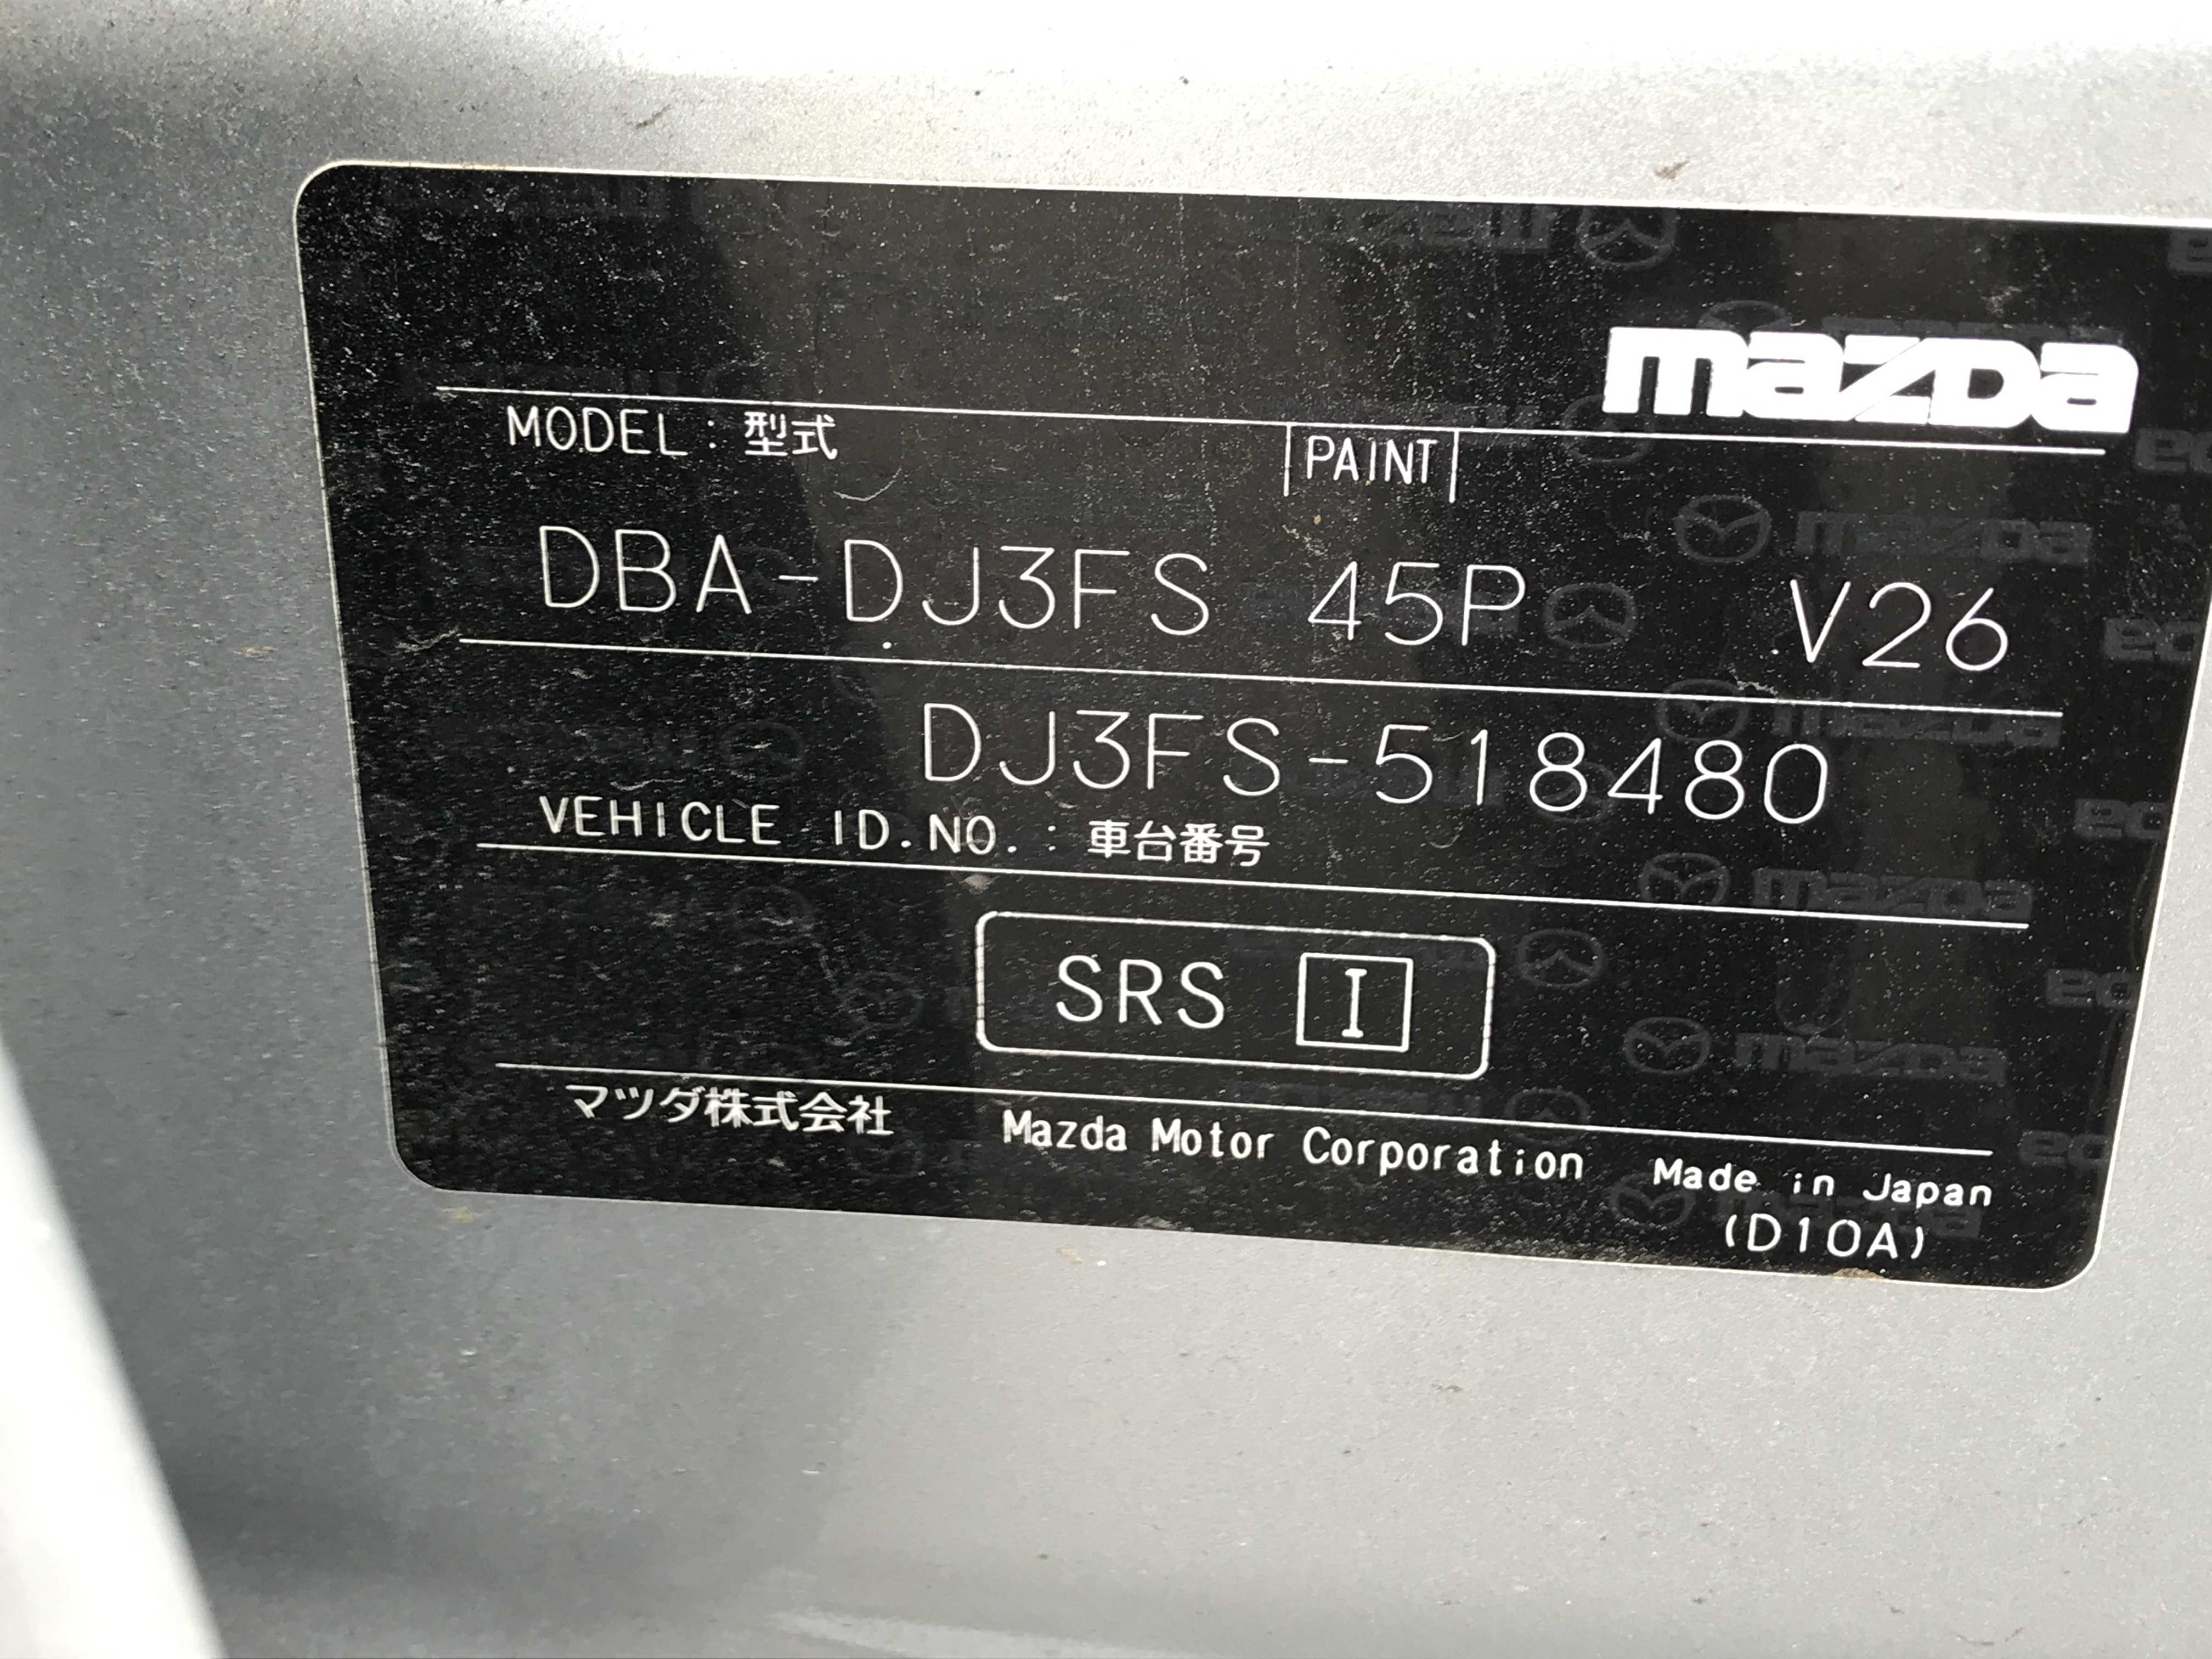 mazda
MODEL : 型式 PAINT
DBA-DJ3FS 45P V26
DJ3FS-518480
VEHICLE ID.NO. : 車台番号
SRS I
マツダ株式会社 Mazda Motor Corporation Made in Japan
(D10A)